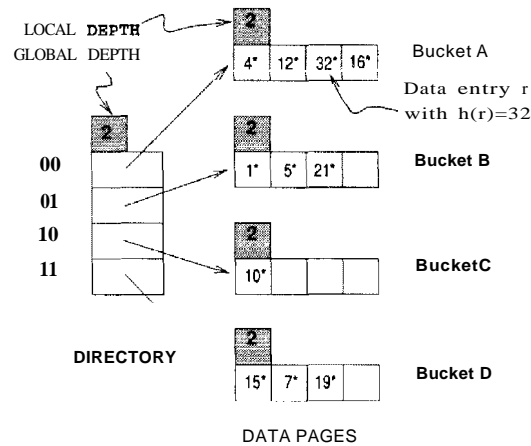 LOCAL DEPTH
GLOBAL DEPTH
2
4* 12* 32* 16*
Bucket A
Data entry r
with h(r)=32
2
00
01
10
11
2
1* 5* 21*
Bucket B
2
10*
BucketC
DIRECTORY
2
15* 7* 19*
Bucket D
DATA PAGES